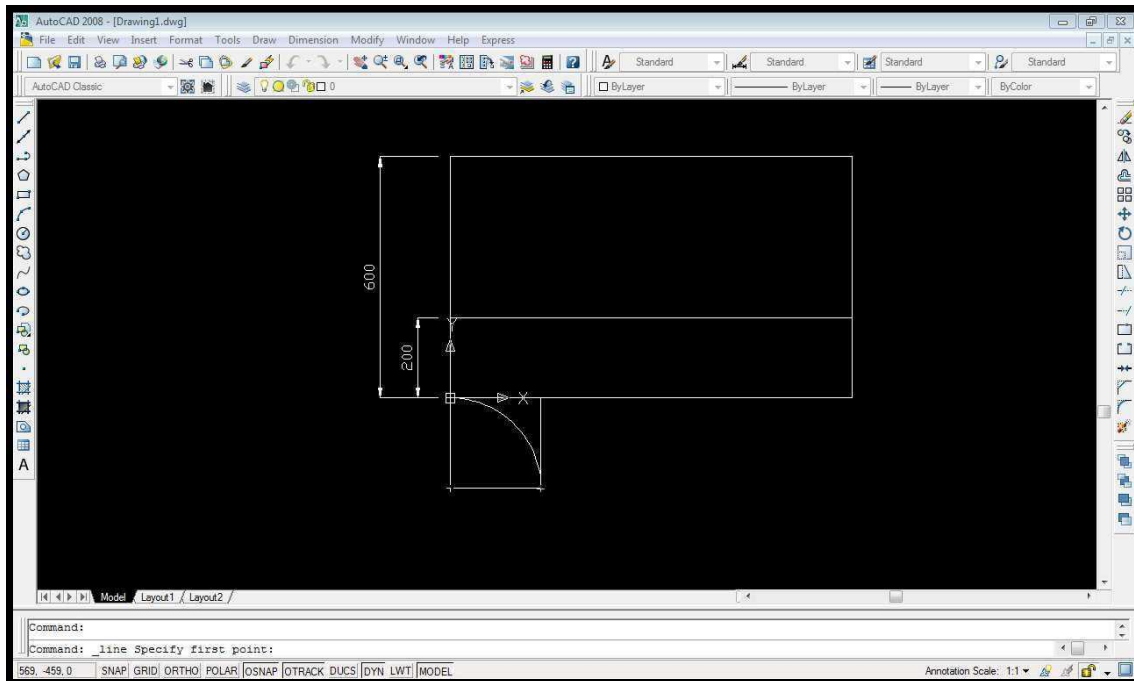 AutoCAD 2008 - [Drawing1.dwg]
File Edit View Insert Format Tools Draw Dimension Modify Window Help Express
Standard Standard Standard Standard
AutoCAD Classic 0 ByLayer ByLayer ByLayer ByColor
A
600
200
Y
X
Model Layout1 Layout2
Command:
Command: _line Specify first point:
569, -459, 0 SNAP GRID ORTHO POLAR OSNAP OTRACK DUCS DYN LWT MODEL Annotation Scale: 1:1